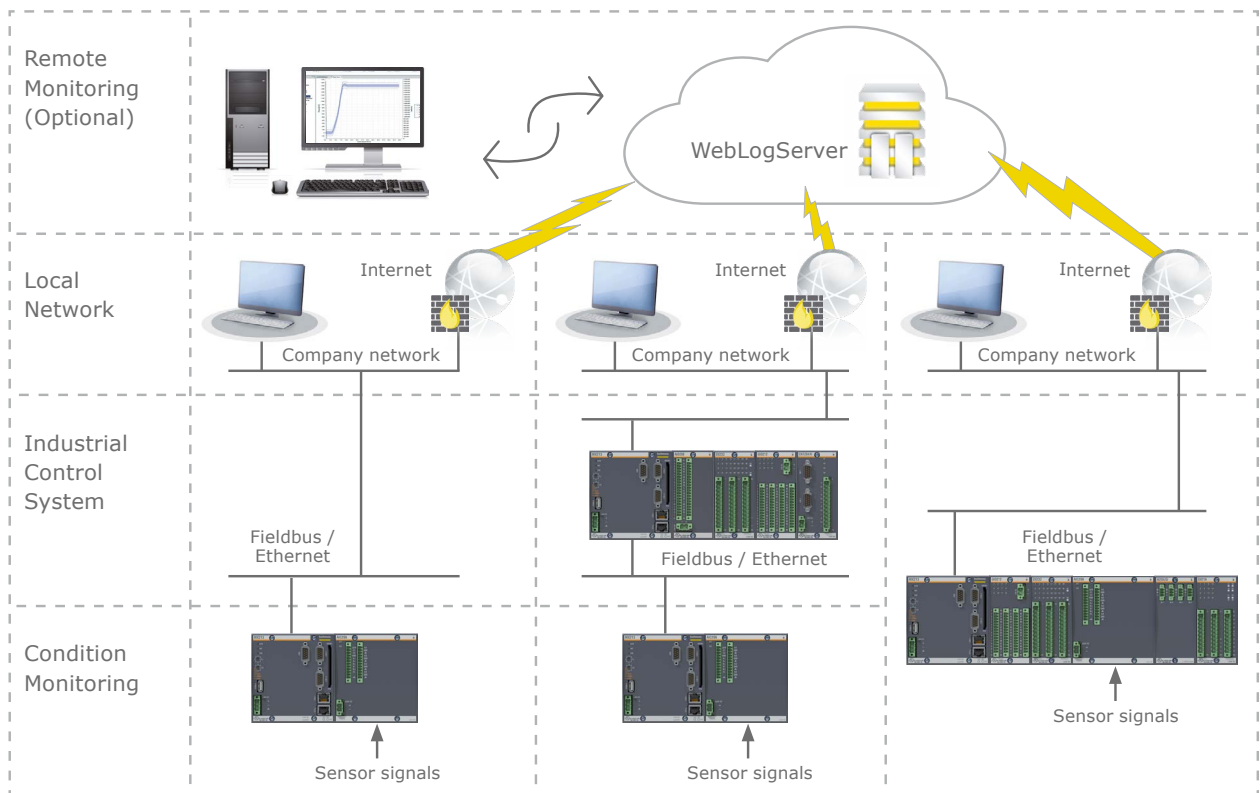 Remote
Monitoring
(Optional)
WebLogServer
Local
Network
Internet
Company network
Internet
Company network
Internet
Company network
Industrial
Control
System
Fieldbus /
Ethernet
Fieldbus / Ethernet
Fieldbus /
Ethernet
Condition
Monitoring
Sensor signals
Sensor signals
Sensor signals